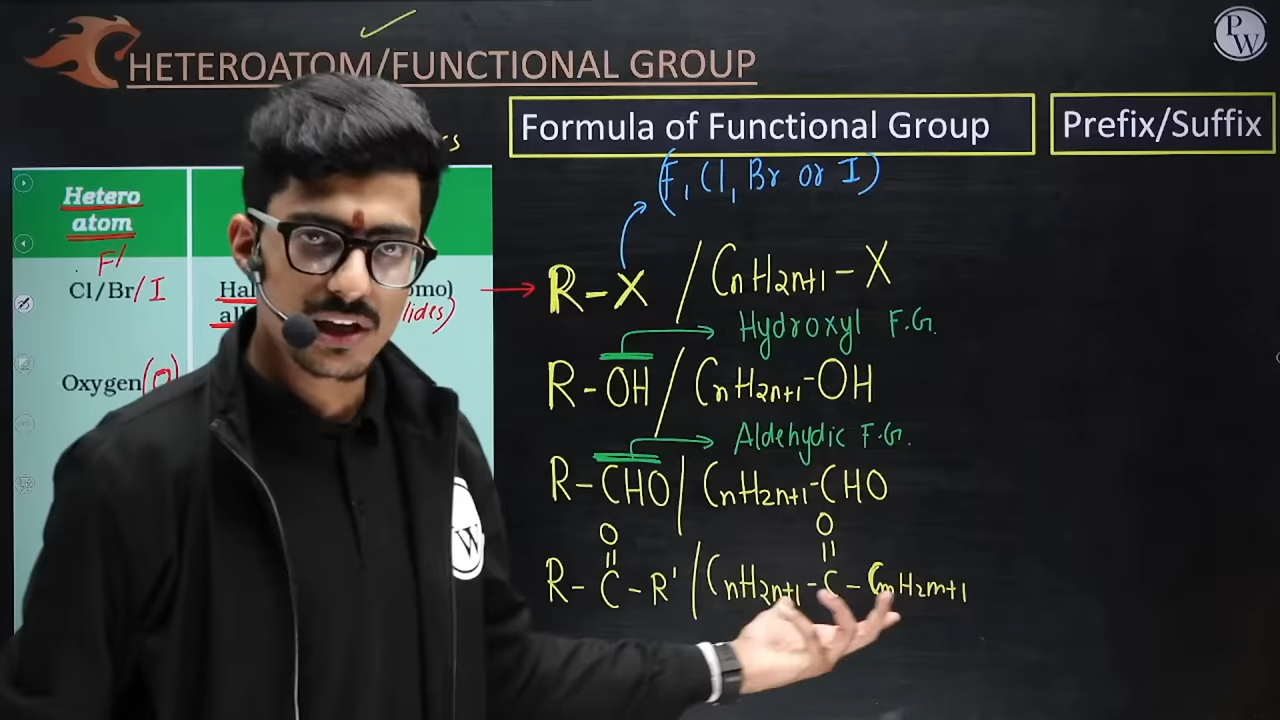 HETEROATOM/FUNCTIONAL GROUP
PW
Formula of Functional Group
Prefix/Suffix
(F, Cl, Br or I)
Hetero
atom
F/
Cl/Br/I
R-X / CnH2n+1-X
Hydroxyl F.G.
Oxygen(O)
R-OH / CnH2n+1-OH
Aldehydic F.G.
R-CHO / CnH2n+1-CHO
O O
|| ||
R-C-R' / CnH2n+1-C-CmH2m+1
W